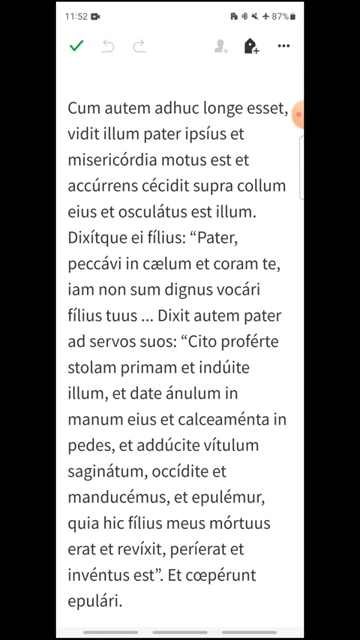 11:52
87%
Cum autem adhuc longe esset,
vidit illum pater ipsíus et
misericórdia motus est et
accúrrens cécidit supra collum
eius et osculátus est illum.
Dixítque ei fílius: “Pater,
peccávi in cælum et coram te,
iam non sum dignus vocári
fílius tuus ... Dixit autem pater
ad servos suos: “Cito proférte
stolam primam et indúite
illum, et date ánulum in
manum eius et calceaménta in
pedes, et addúcite vítulum
saginátum, occídite et
manducémus, et epulémur,
quia hic fílius meus mórtuus
erat et revíxit, períerat et
invéntus est”. Et cœpérunt
epulári.